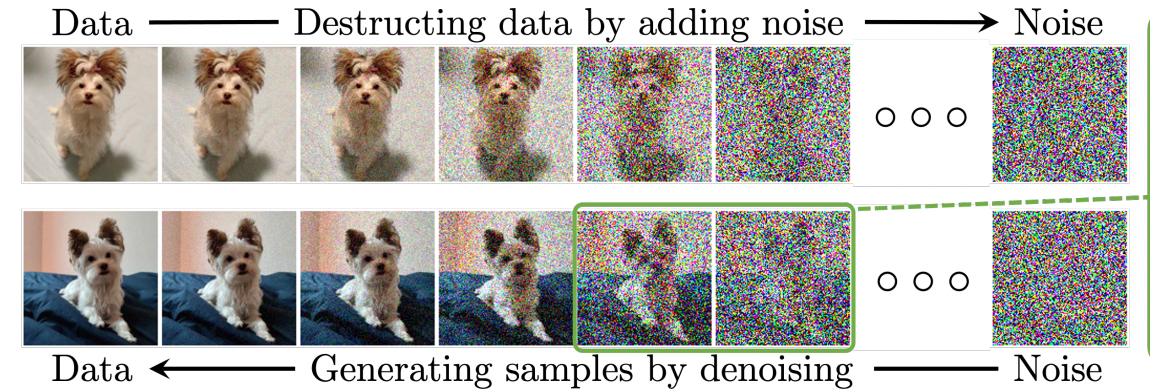 Data Destructing data by adding noise Noise
Data Generating samples by denoising Noise